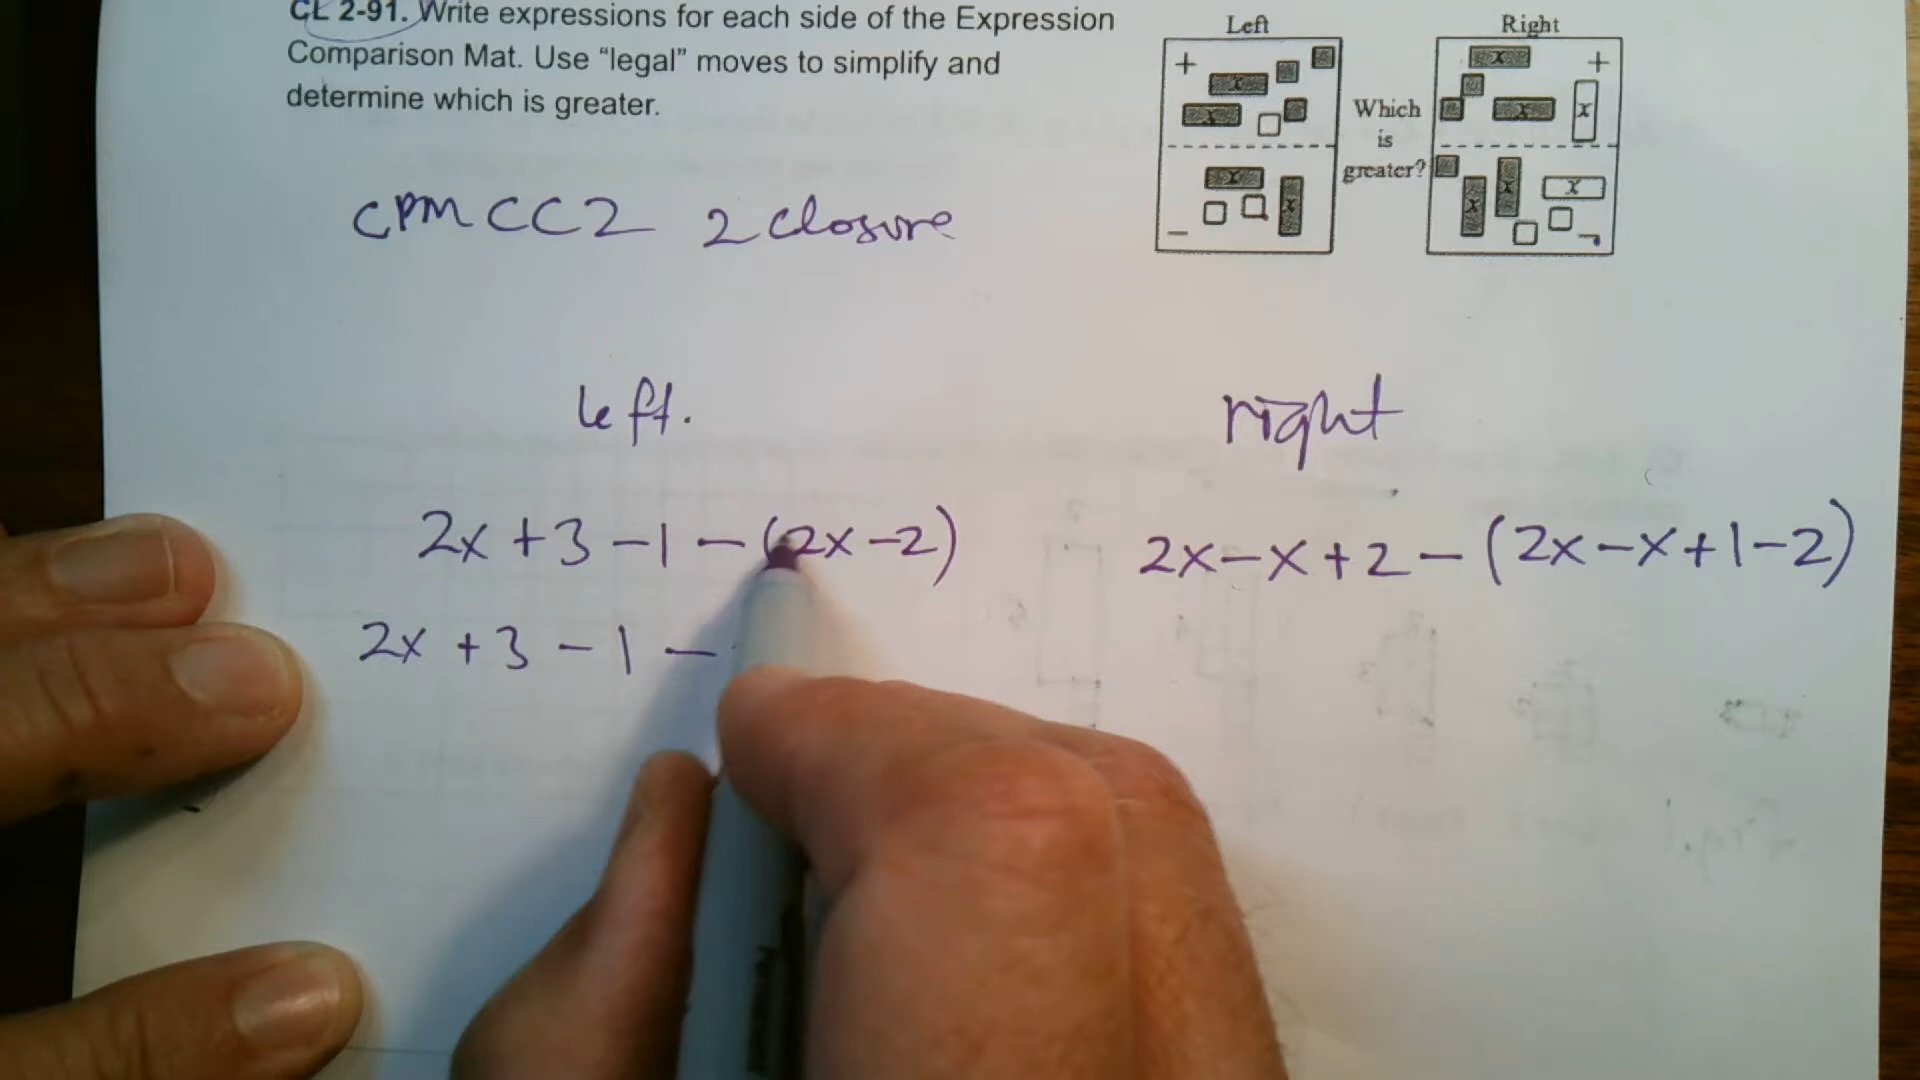 CL 2-91. Write expressions for each side of the Expression
Comparison Mat. Use “legal” moves to simplify and
determine which is greater.
Left
+
x
x
x
x
−
Which
is
greater?
Right
x
+
x
x
x
x
x
−
CPM CC2 2 closure
left.
2x + 3 − 1 − (2x − 2)
2x + 3 − 1 −
right
2x − x + 2 − (2x − x + 1 − 2)